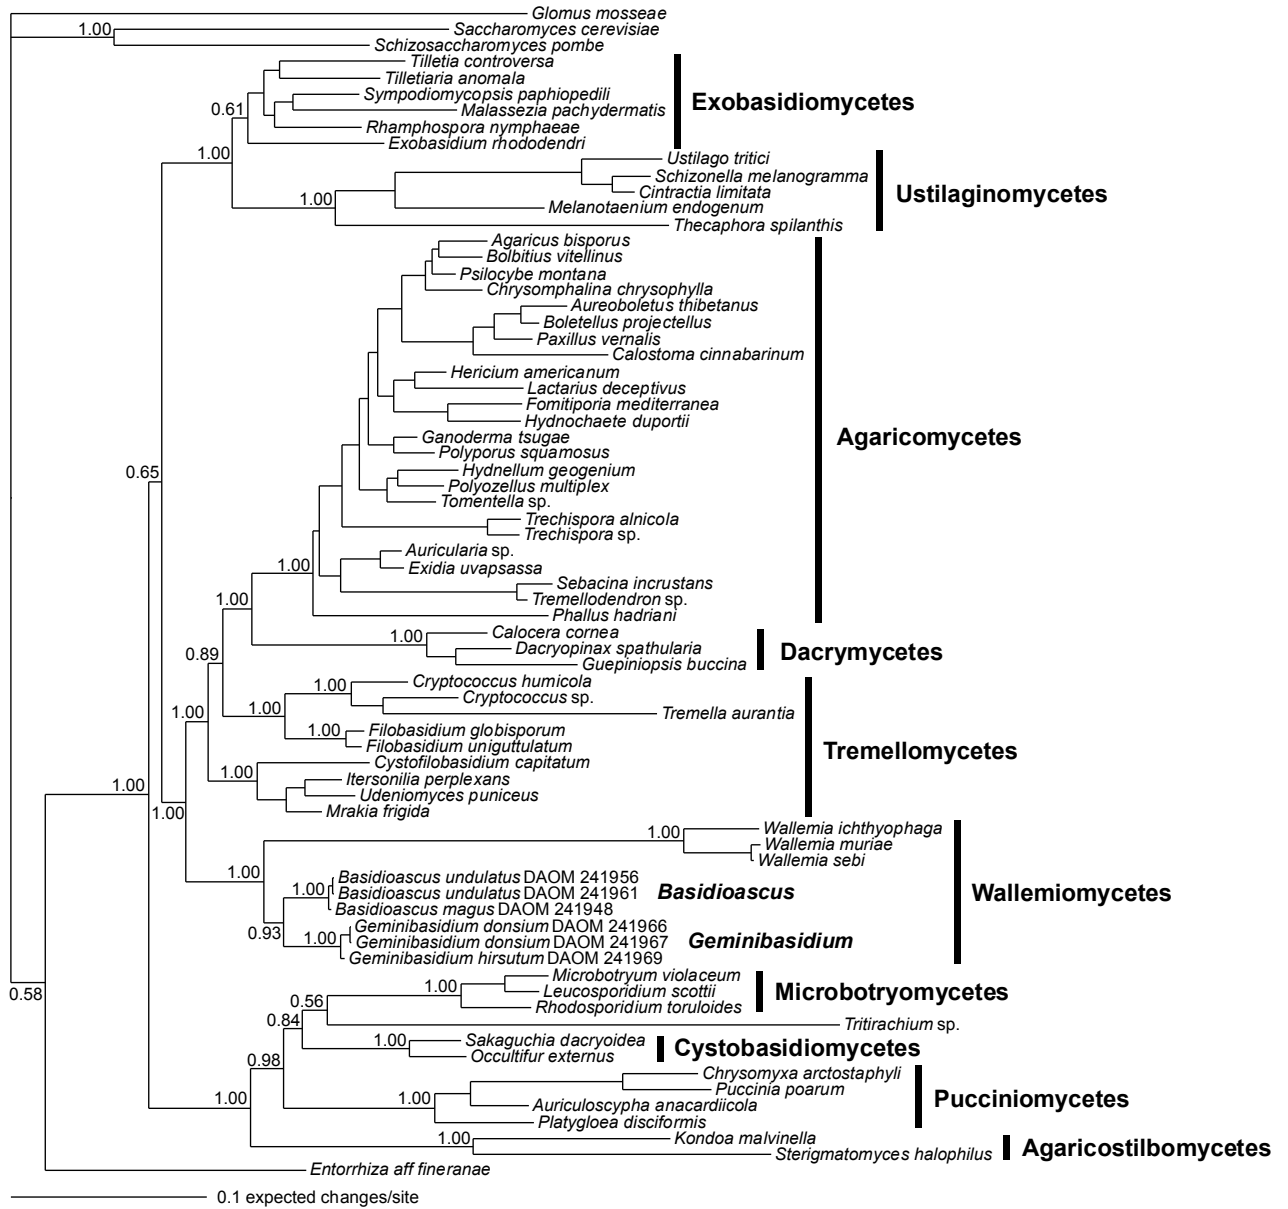 Glomus mosseae
1.00
Saccharomyces cerevisiae
Schizosaccharomyces pombe
Tilletia controversa
Tilletiaria anomala
Sympodiomycopsis paphiopedili
Exobasidiomycetes
0.61
Malassezia pachydermatis
Rhamphospora nymphaeae
Exobasidium rhododendri
1.00
Ustilago tritici
Schizonella melanogramma
Cintractia limitata
Ustilaginomycetes
1.00
Melanotaenium endogenum
Thecaphora spilanthis
Agaricus bisporus
Bolbitius vitellinus
Psilocybe montana
Chrysomphalina chrysophylla
Aureoboletus thibetanus
Boletellus projectellus
Paxillus vernalis
Calostoma cinnabarinum
Hericium americanum
Lactarius deceptivus
Fomitiporia mediterranea
Hydnochaete duportii
Ganoderma tsugae
Agaricomycetes
Polyporus squamosus
0.65
Hydnellum geogenium
Polyozellus multiplex
Tomentella sp.
Trechispora alnicola
Trechispora sp.
Auricularia sp.
1.00
Exidia uvapsassa
Sebacina incrustans
1.00
Tremellodendron sp.
Phallus hadriani
1.00
Calocera cornea
Dacryopinax spathularia
Dacrymycetes
0.89
Guepiniopsis buccina
1.00
Cryptococcus humicola
Cryptococcus sp.
1.00
1.00
Tremella aurantia
1.00
Filobasidium globisporum
Filobasidium uniguttulatum
Tremellomycetes
1.00
Cystofilobasidium capitatum
Itersonilia perplexans
1.00
Udeniomyces puniceus
1.00
Mrakia frigida
1.00
Wallemia ichthyophaga
Wallemia muriae
Wallemia sebi
1.00
Basidioascus undulatus DAOM 241956
1.00
Basidioascus undulatus DAOM 241961
Basidioascus
Wallemiomycetes
Basidioascus magus DAOM 241948
Geminibasidium donsium DAOM 241966
0.93
1.00
Geminibasidium donsium DAOM 241967
Geminibasidium
Geminibasidium hirsutum DAOM 241969
Microbotryum violaceum
1.00
Leucosporidium scottii
Microbotryomycetes
0.58
0.56
Rhodosporidium toruloides
0.84
Tritirachium sp.
1.00
Sakaguchia dacryoidea
Cystobasidiomycetes
Occultifur externus
0.98
Chrysomyxa arctostaphyli
Puccinia poarum
1.00
1.00
Auriculoscypha anacardiicola
Pucciniomycetes
Platygloea disciformis
1.00
Kondoa malvinella
Agaricostilbomycetes
Sterigmatomyces halophilus
Entorrhiza aff fineranae
0.1 expected changes/site